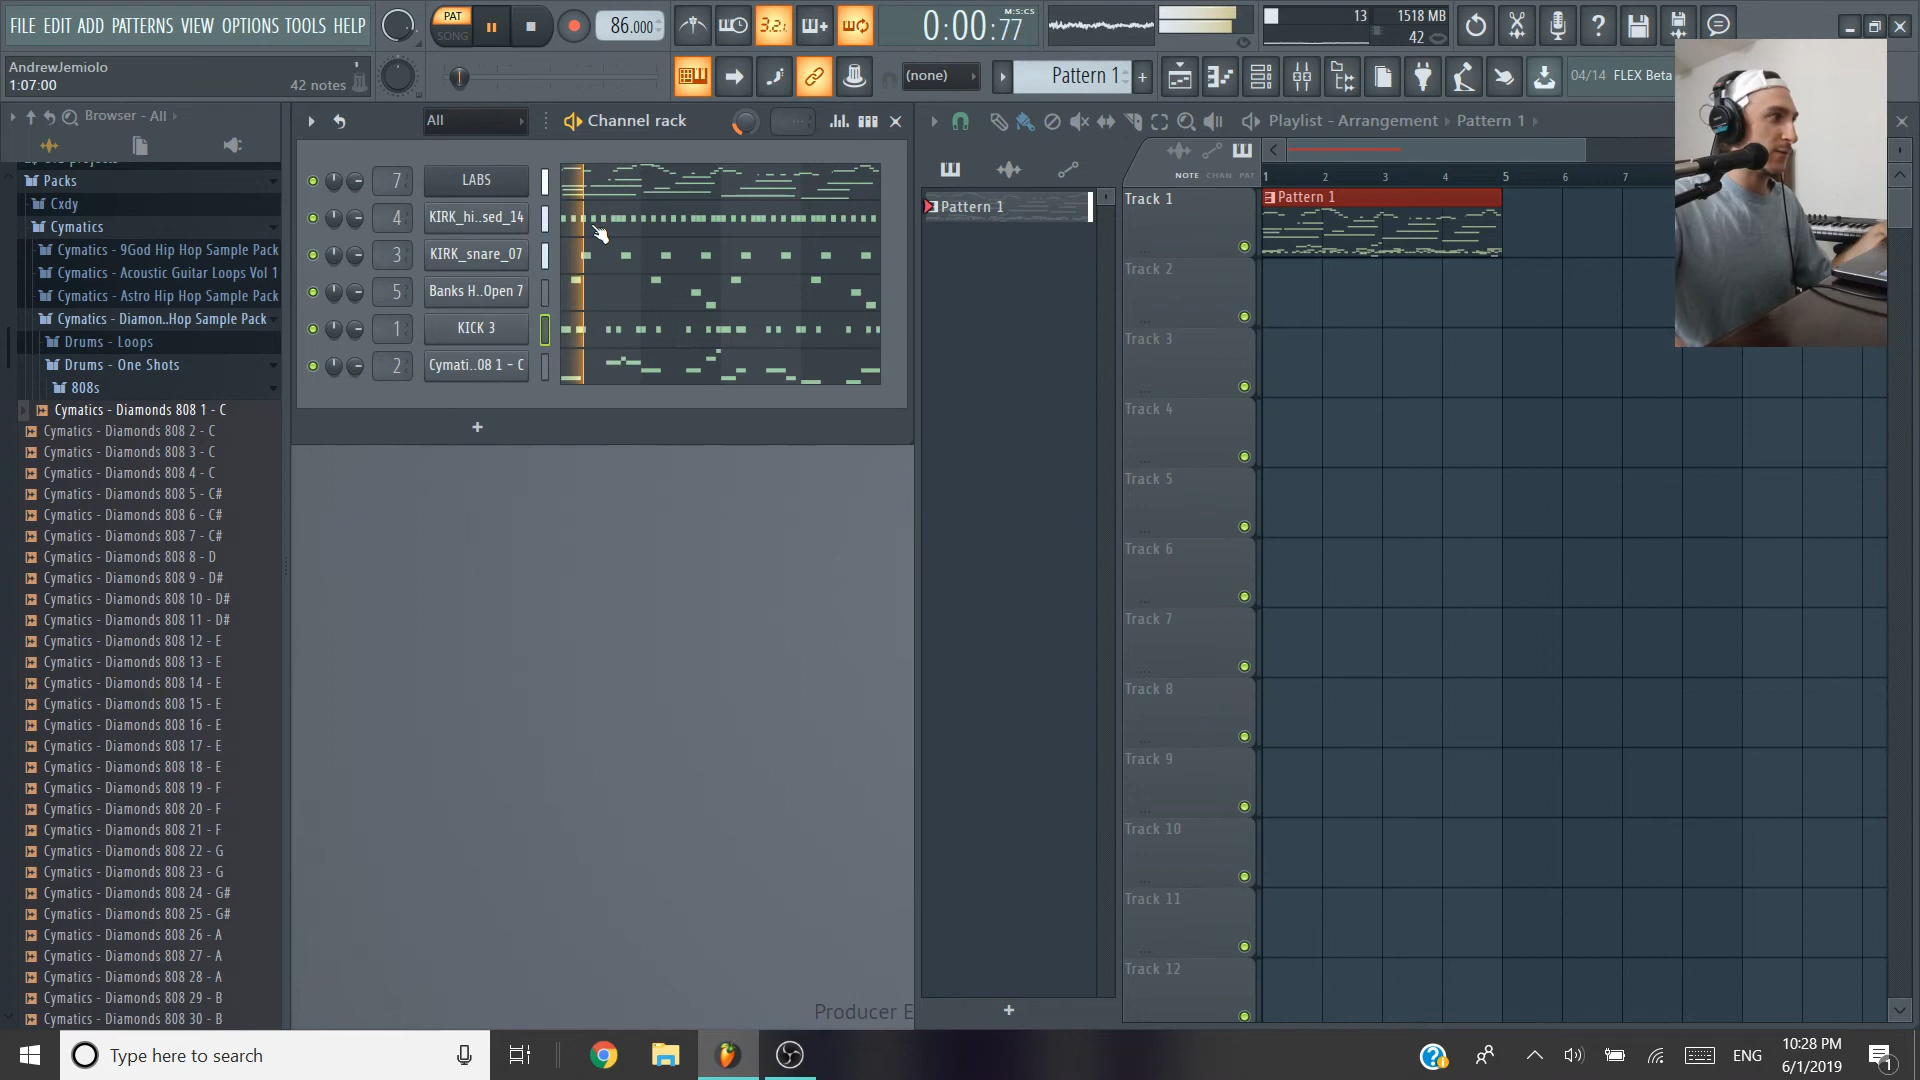 FILE EDIT ADD PATTERNS VIEW OPTIONS TOOLS HELP
PAT
SONG
86.000
3.2.
0:00:77
M:S:CS
13
1518 MB
42
AndrewJemiolo
1:07:00
42 notes
(none)
Pattern 1
04/14 FLEX Beta
Browser - All
Packs
Cxdy
Cymatics
Cymatics - 9God Hip Hop Sample Pack
Cymatics - Acoustic Guitar Loops Vol 1
Cymatics - Astro Hip Hop Sample Pack
Cymatics - Diamon..Hop Sample Pack
Drums - Loops
Drums - One Shots
808s
Cymatics - Diamonds 808 1 - C
Cymatics - Diamonds 808 2 - C
Cymatics - Diamonds 808 3 - C
Cymatics - Diamonds 808 4 - C
Cymatics - Diamonds 808 5 - C#
Cymatics - Diamonds 808 6 - C#
Cymatics - Diamonds 808 7 - C#
Cymatics - Diamonds 808 8 - D
Cymatics - Diamonds 808 9 - D#
Cymatics - Diamonds 808 10 - D#
Cymatics - Diamonds 808 11 - D#
Cymatics - Diamonds 808 12 - E
Cymatics - Diamonds 808 13 - E
Cymatics - Diamonds 808 14 - E
Cymatics - Diamonds 808 15 - E
Cymatics - Diamonds 808 16 - E
Cymatics - Diamonds 808 17 - E
Cymatics - Diamonds 808 18 - E
Cymatics - Diamonds 808 19 - F
Cymatics - Diamonds 808 20 - F
Cymatics - Diamonds 808 21 - F
Cymatics - Diamonds 808 22 - G
Cymatics - Diamonds 808 23 - G
Cymatics - Diamonds 808 24 - G#
Cymatics - Diamonds 808 25 - G#
Cymatics - Diamonds 808 26 - A
Cymatics - Diamonds 808 27 - A
Cymatics - Diamonds 808 28 - A
Cymatics - Diamonds 808 29 - B
Cymatics - Diamonds 808 30 - B
All
Channel rack
7 LABS
4 KIRK_hi..sed_14
3 KIRK_snare_07
5 Banks H..Open 7
1 KICK 3
2 Cymati..08 1 - C
Producer E
Playlist - Arrangement
Pattern 1
NOTE CHAN PAT
Pattern 1
1 2 3 4 5 6 7
Pattern 1
Track 1
Track 2
Track 3
Track 4
Track 5
Track 6
Track 7
Track 8
Track 9
Track 10
Track 11
Track 12
Type here to search
ENG
10:28 PM
6/1/2019
1